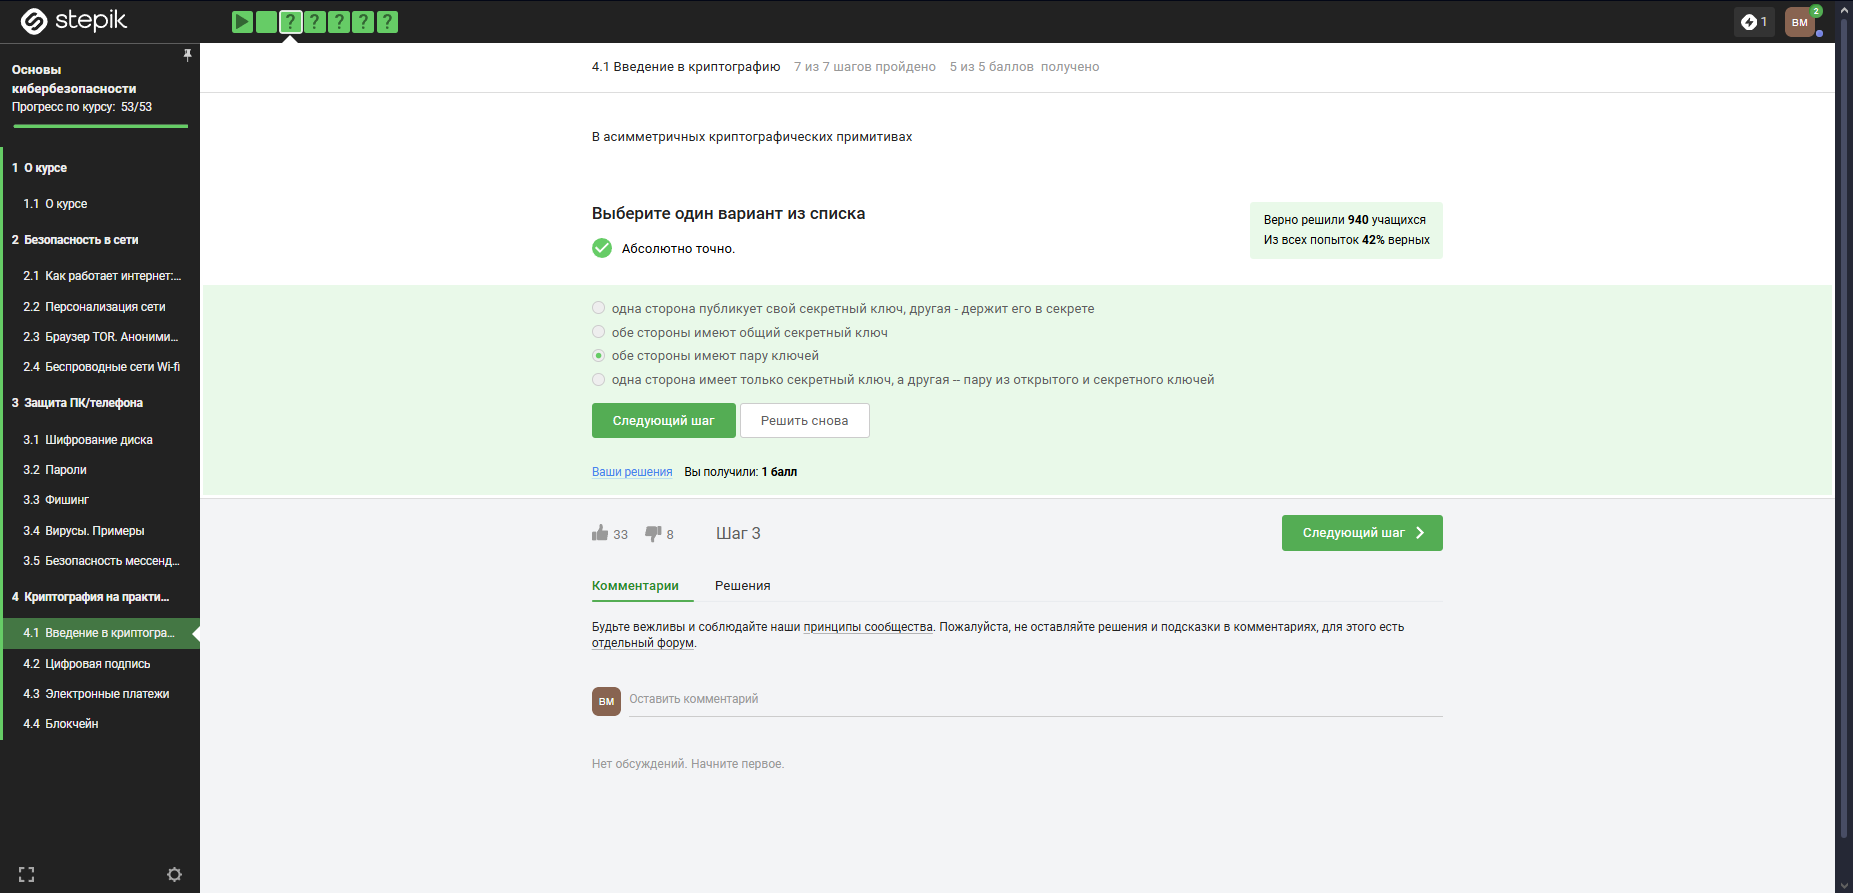 stepik
? ? ? ? ?
1
ВМ
2
Основы
кибербезопасности
Прогресс по курсу: 53/53
1 О курсе
1.1 О курсе
2 Безопасность в сети
2.1 Как работает интернет:...
2.2 Персонализация сети
2.3 Браузер TOR. Аноними...
2.4 Беспроводные сети Wi-fi
3 Защита ПК/телефона
3.1 Шифрование диска
3.2 Пароли
3.3 Фишинг
3.4 Вирусы. Примеры
3.5 Безопасность мессенд...
4 Криптография на практи...
4.1 Введение в криптогра...
4.2 Цифровая подпись
4.3 Электронные платежи
4.4 Блокчейн
4.1 Введение в криптографию 7 из 7 шагов пройдено 5 из 5 баллов получено
В асимметричных криптографических примитивах
Выберите один вариант из списка
Абсолютно точно.
Верно решили 940 учащихся
Из всех попыток 42% верных
одна сторона публикует свой секретный ключ, другая - держит его в секрете
обе стороны имеют общий секретный ключ
обе стороны имеют пару ключей
одна сторона имеет только секретный ключ, а другая -- пару из открытого и секретного ключей
Следующий шаг Решить снова
Ваши решения Вы получили: 1 балл
33 8 Шаг 3 Следующий шаг
Комментарии Решения
Будьте вежливы и соблюдайте наши принципы сообщества. Пожалуйста, не оставляйте решения и подсказки в комментариях, для этого есть
отдельный форум.
ВМ Оставить комментарий
Нет обсуждений. Начните первое.